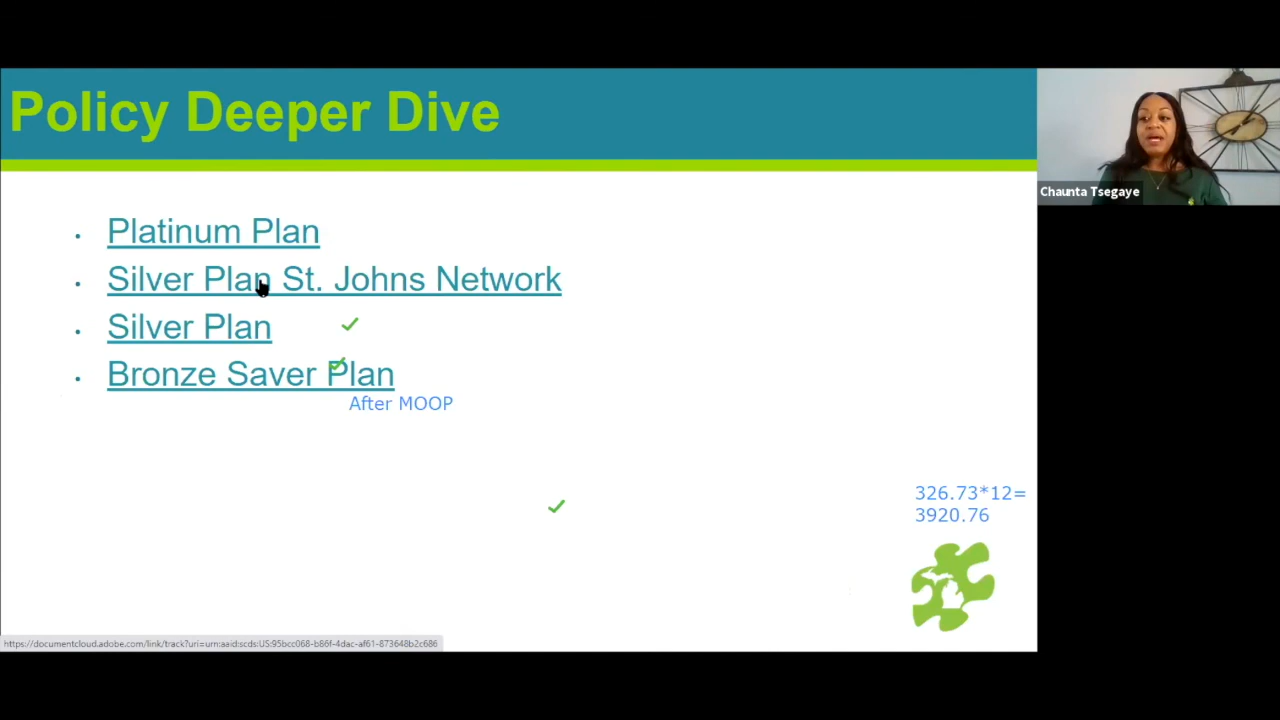 Policy Deeper Dive
Chaunta Tsegaye
• Platinum Plan
• Silver Plan St. Johns Network
• Silver Plan
• Bronze Saver Plan
After MOOP
326.73*12=
3920.76
https://documentcloud.adobe.com/link/track?uri=urn:aaid:scds:US:95bcc068-b86f-4dac-af61-873648b2c686